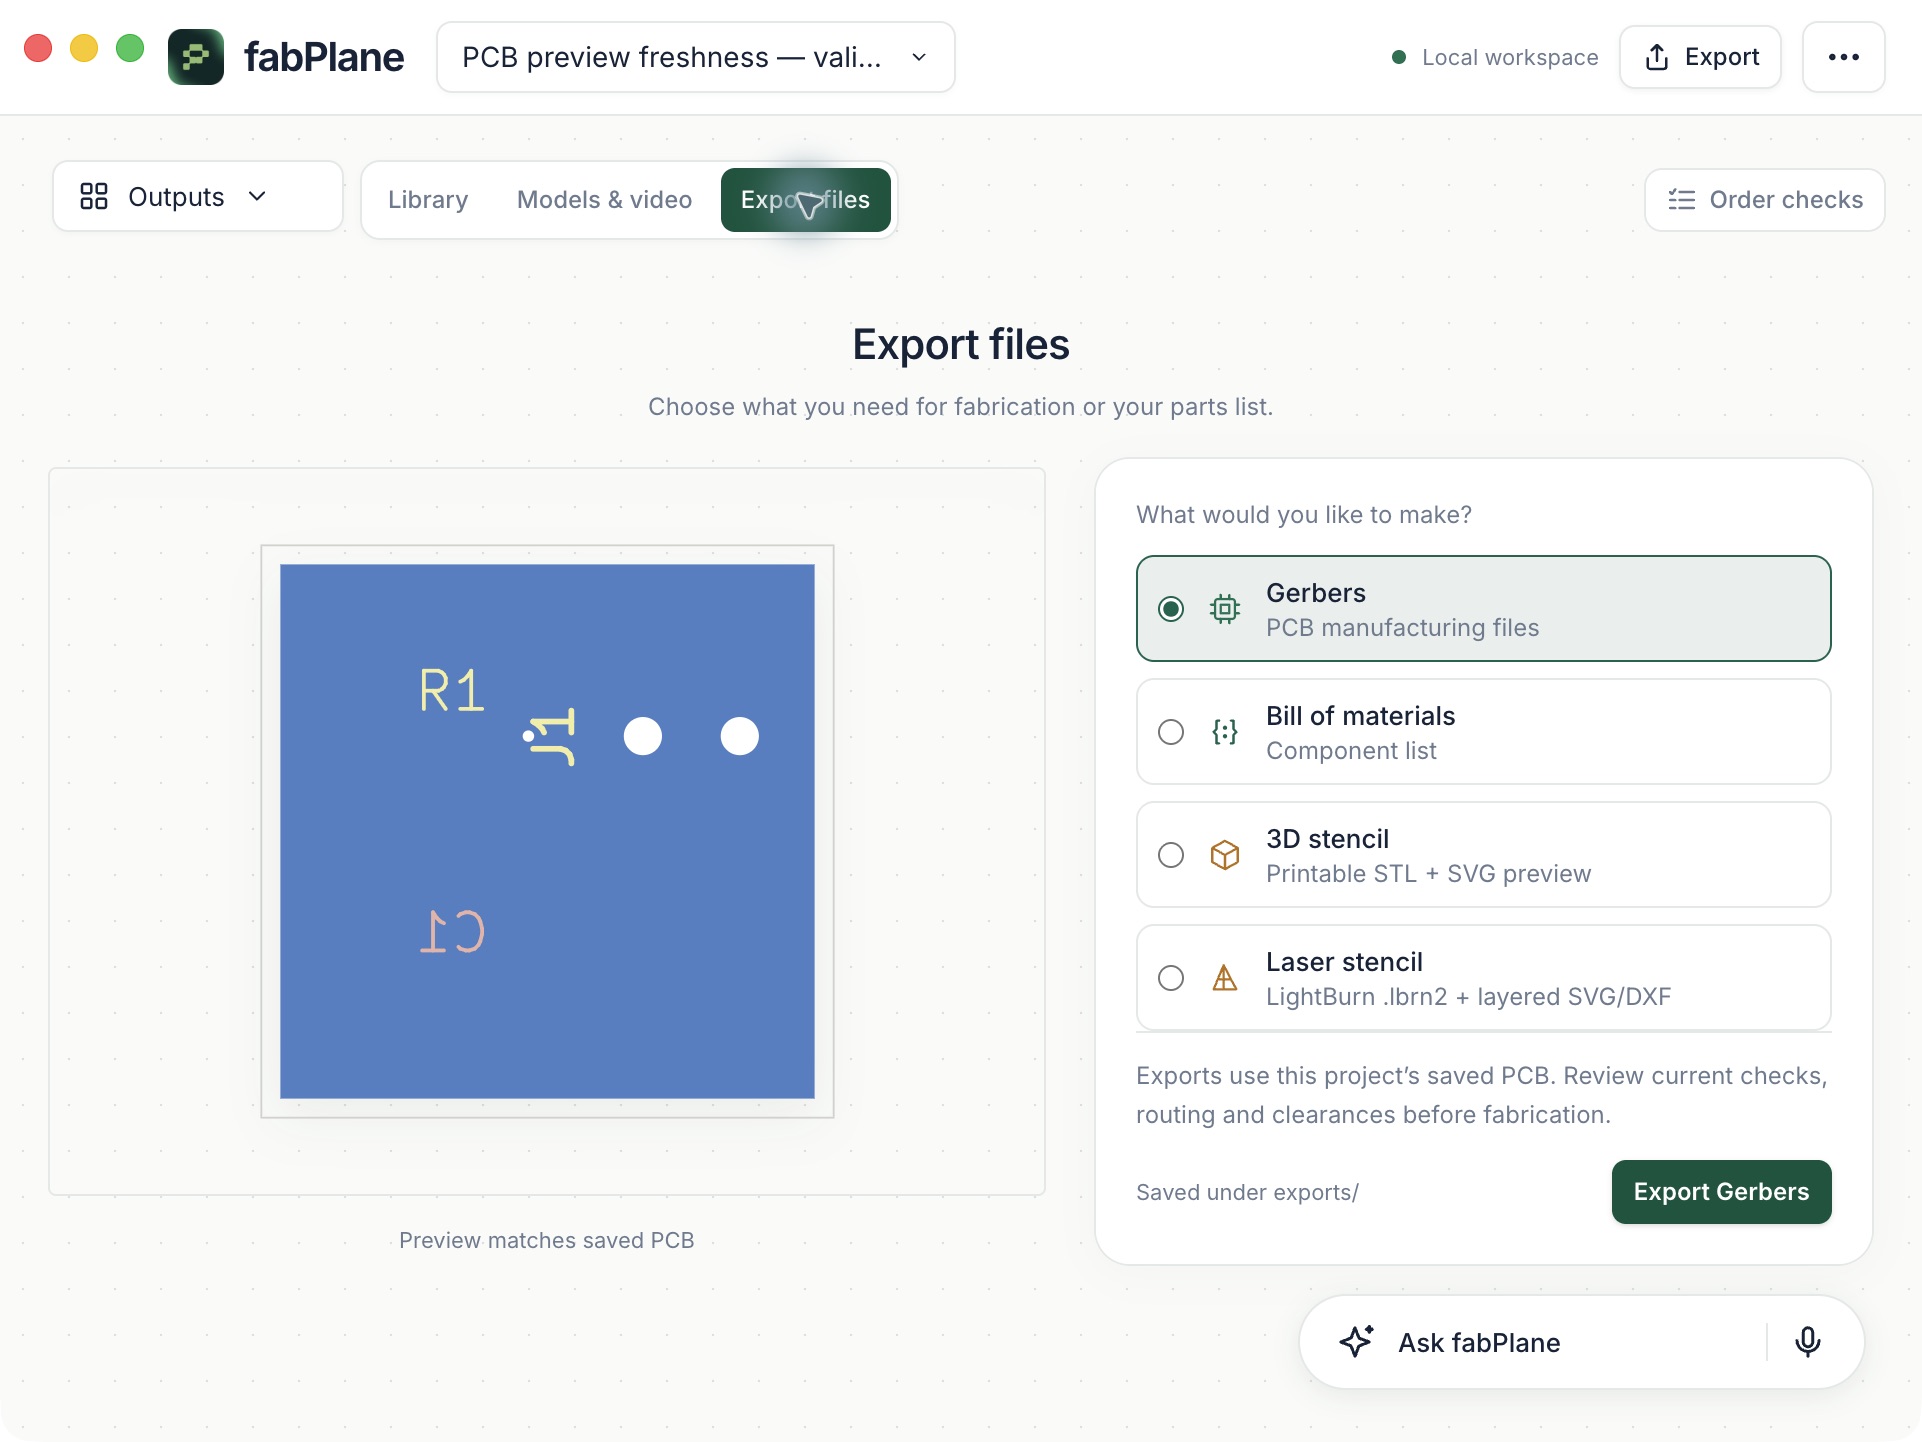 fabPlane
PCB preview freshness — vali...
Local workspace
Export
Outputs
Library
Models & video
Export files
Order checks
Export files
Choose what you need for fabrication or your parts list.
R1
J1
C1
Preview matches saved PCB
What would you like to make?
Gerbers
PCB manufacturing files
Bill of materials
Component list
3D stencil
Printable STL + SVG preview
Laser stencil
LightBurn .lbrn2 + layered SVG/DXF
Exports use this project’s saved PCB. Review current checks,
routing and clearances before fabrication.
Saved under exports/
Export Gerbers
Ask fabPlane